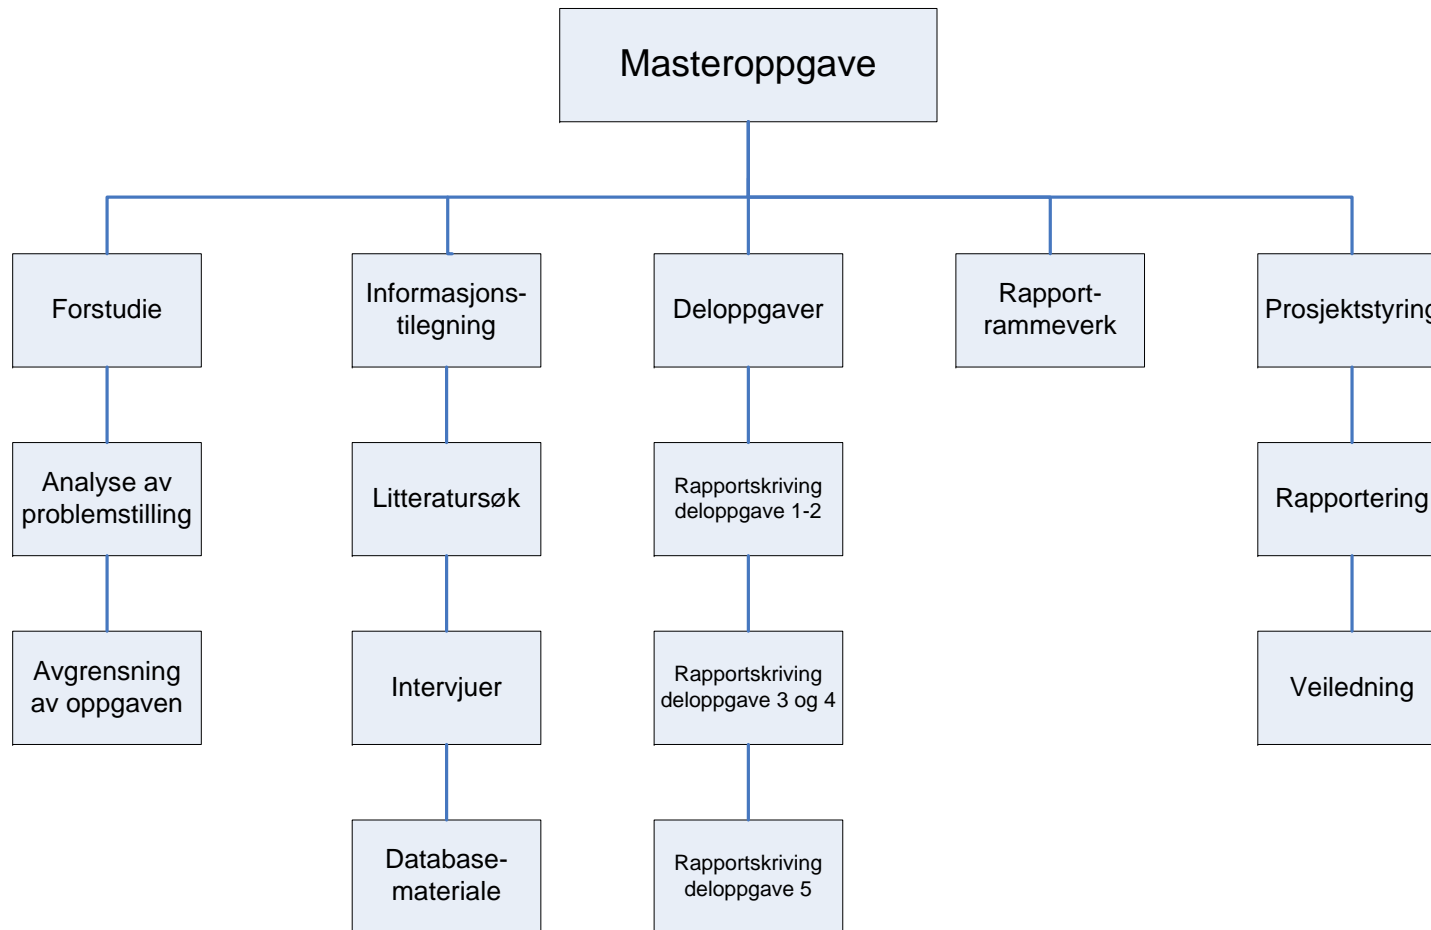 Masteroppgave
Forstudie
Informasjons-
tilegning
Deloppgaver
Rapport-
rammeverk
Prosjektstyring
Analyse av
problemstilling
Litteratursøk
Rapportskriving
deloppgave 1-2
Rapportering
Avgrensning
av oppgaven
Intervjuer
Rapportskriving
deloppgave 3 og 4
Veiledning
Database-
materiale
Rapportskriving
deloppgave 5